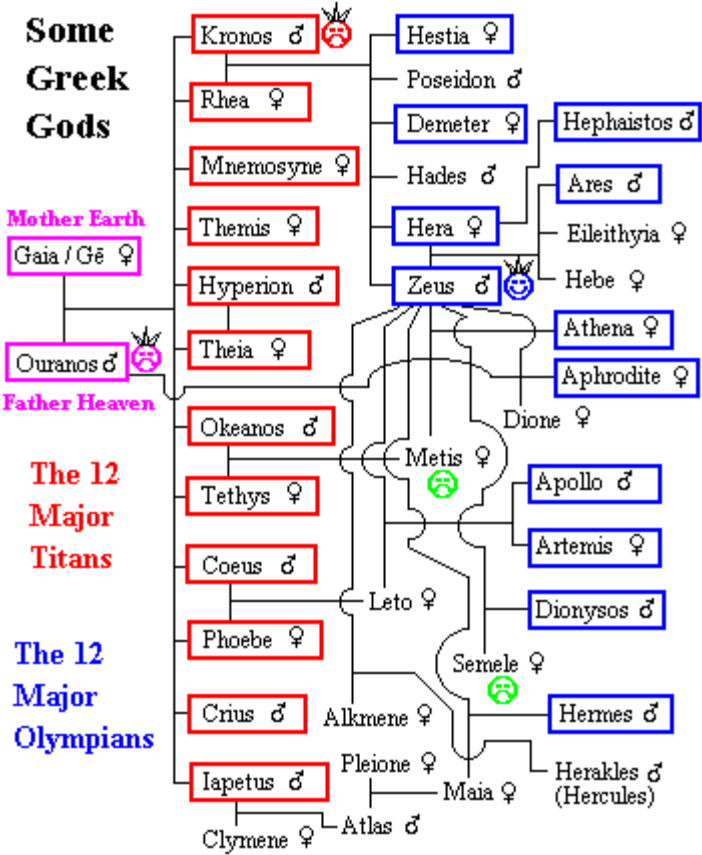 Some
Greek
Gods
Kronos ♂
Hestia ♀
Poseidon ♂
Rhea ♀
Demeter ♀
Hephaistos ♂
Mnemosyne ♀
Hades ♂
Ares ♂
Mother Earth
Themis ♀
Hera ♀
Eileithyia ♀
Gaia / Gē ♀
Hyperion ♂
Zeus ♂
Hebe ♀
Athena ♀
Ouranos ♂
Theia ♀
Aphrodite ♀
Father Heaven
Dione ♀
Okeanos ♂
Metis ♀
The 12
Major
Titans
Tethys ♀
Apollo ♂
Artemis ♀
Coeus ♂
Leto ♀
Dionysos ♂
Phoebe ♀
The 12
Major
Olympians
Semele ♀
Crius ♂
Alkmene ♀
Hermes ♂
Pleione ♀
Iapetus ♂
Maia ♀
Herakles ♂
(Hercules)
Atlas ♂
Clymene ♀